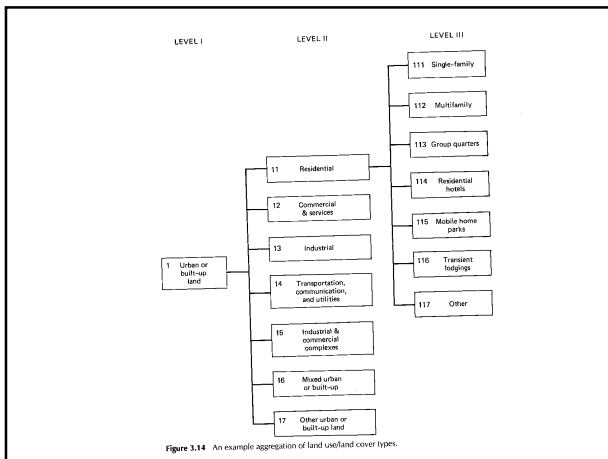 LEVEL I
LEVEL II
LEVEL III
1 Urban or
built-up
land
11 Residential
12 Commercial
& services
13 Industrial
14 Transportation,
communication,
and utilities
15 Industrial &
commercial
complexes
16 Mixed urban
or built-up
17 Other urban or
built-up land
111 Single-family
112 Multifamily
113 Group quarters
114 Residential
hotels
115 Mobile home
parks
116 Transient
lodgings
117 Other
Figure 3.14 An example aggregation of land use/land cover types.